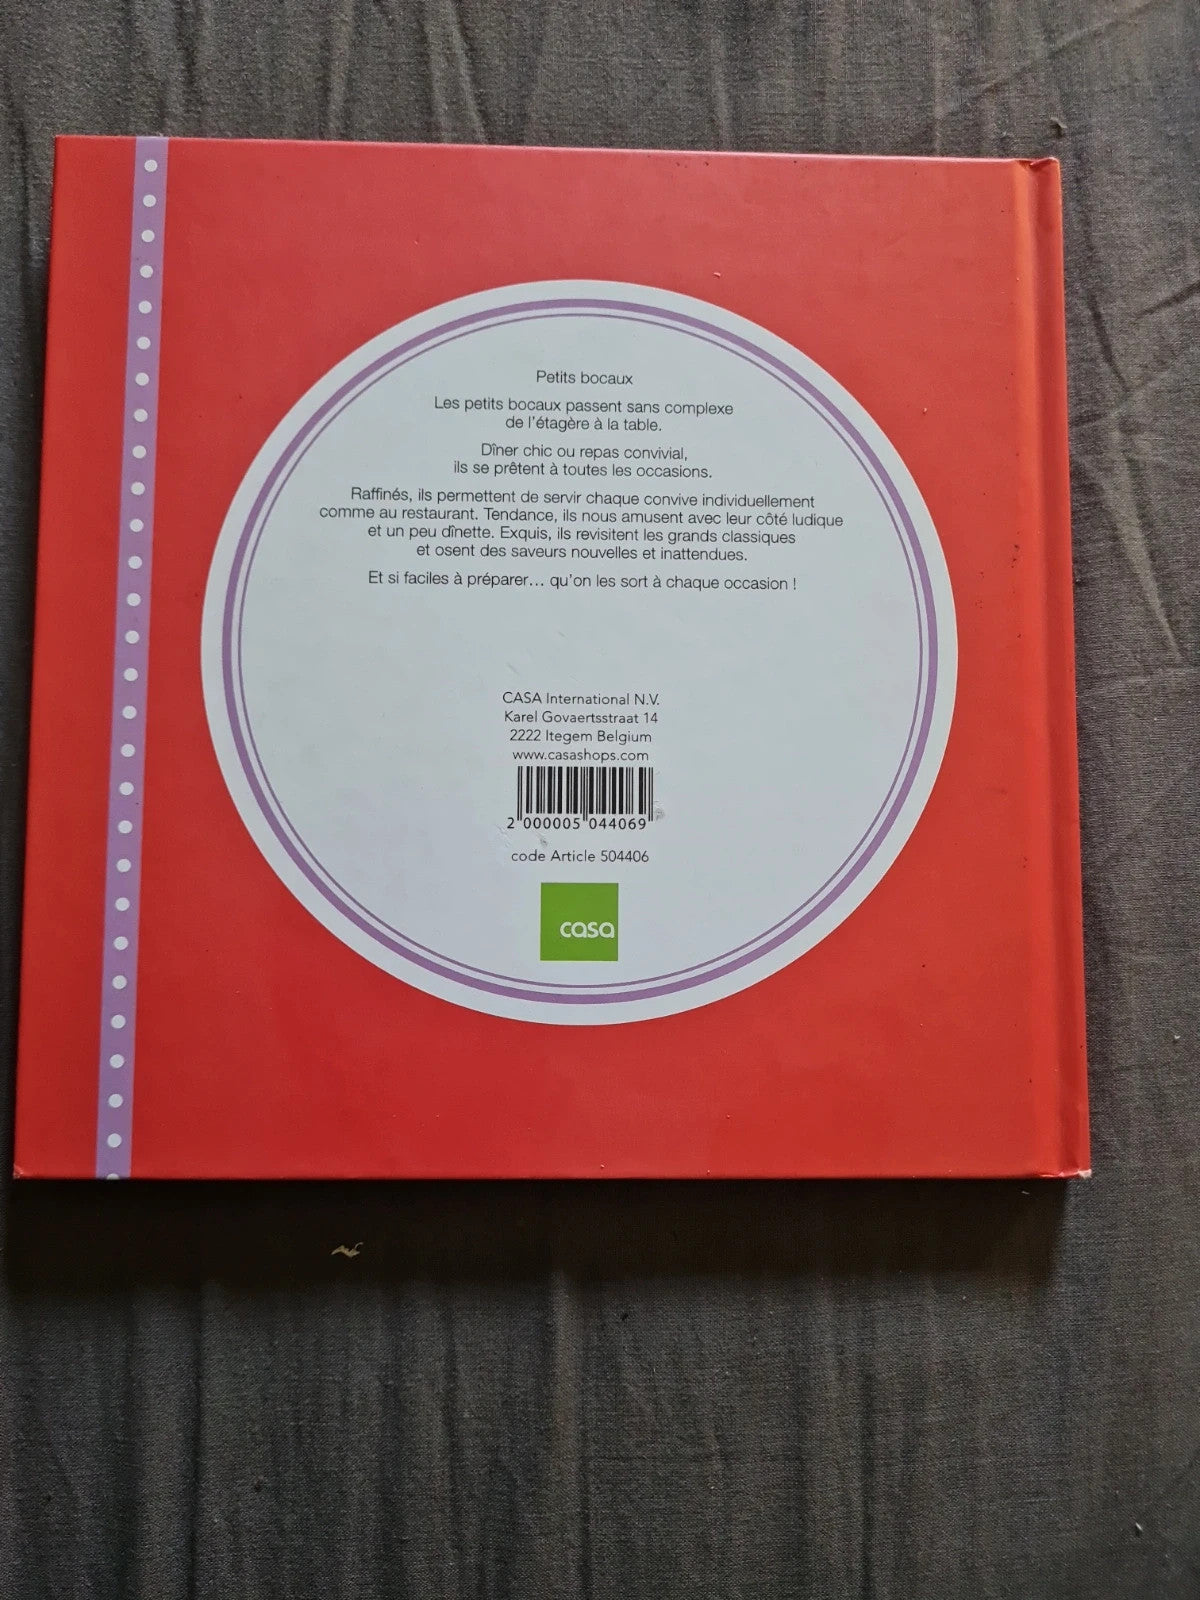 Petits bocaux
Les petits bocaux passent sans complexe
de l'étagère à la table.
Dîner chic ou repas convivial,
ils se prêtent à toutes les occasions.
Raffinés, ils permettent de servir chaque convive individuellement
comme au restaurant. Tendance, ils nous amusent avec leur côté ludique
et un peu dînette. Exquis, ils revisitent les grands classiques
et osent des saveurs nouvelles et inattendues.
Et si faciles à préparer... qu'on les sort à chaque occasion !
CASA International N.V.
Karel Govaertsstraat 14
2222 Itegem Belgium
www.casashops.com
2 000005 044069
code Article 504406
casa